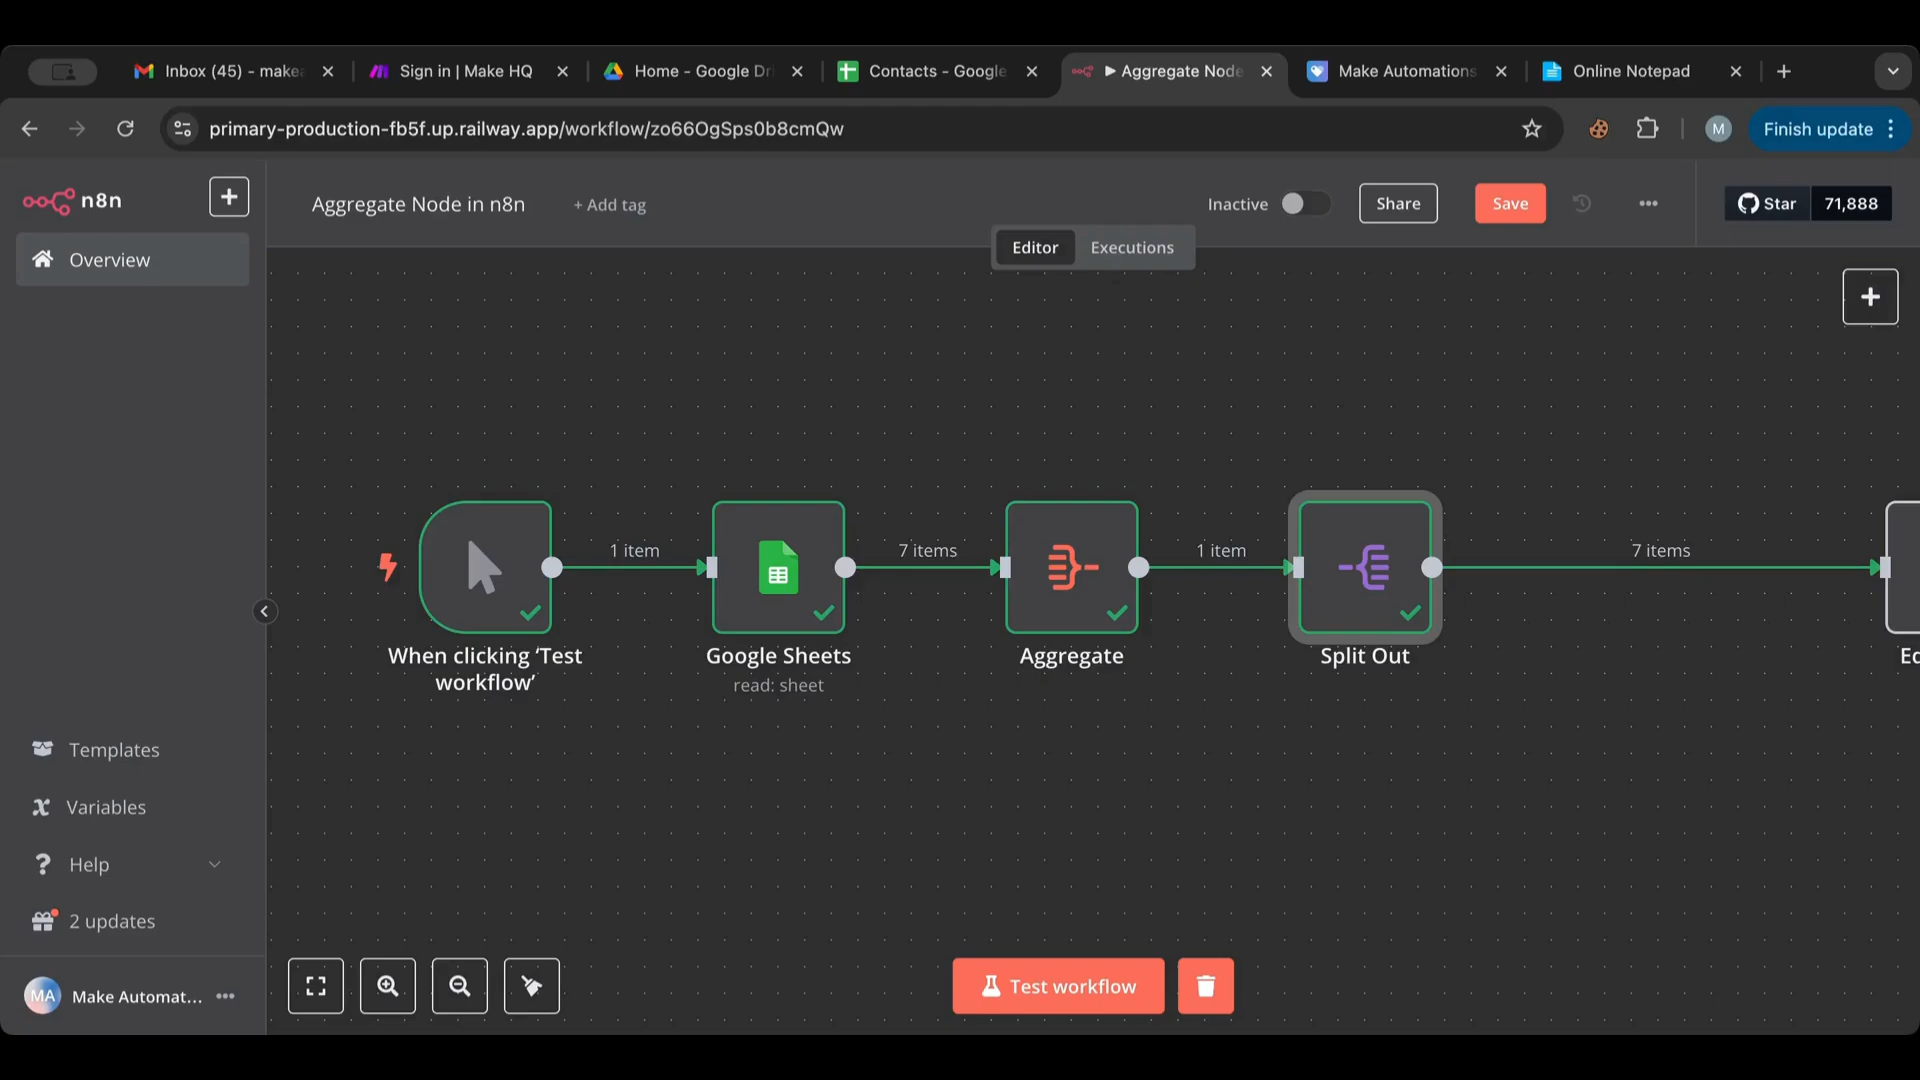 Inbox (45) - make
Sign in | Make HQ
Home - Google Dri
Contacts - Google
Aggregate Node
Make Automations
Online Notepad
primary-production-fb5f.up.railway.app/workflow/zo66OgSps0b8cmQw
M
Finish update
n8n
Aggregate Node in n8n
+ Add tag
Inactive
Share
Save
Star
71,888
Overview
Editor
Executions
1 item
7 items
1 item
7 items
When clicking ‘Test
workflow’
Google Sheets
read: sheet
Aggregate
Split Out
Ed
Templates
Variables
Help
2 updates
MA
Make Automat...
Test workflow